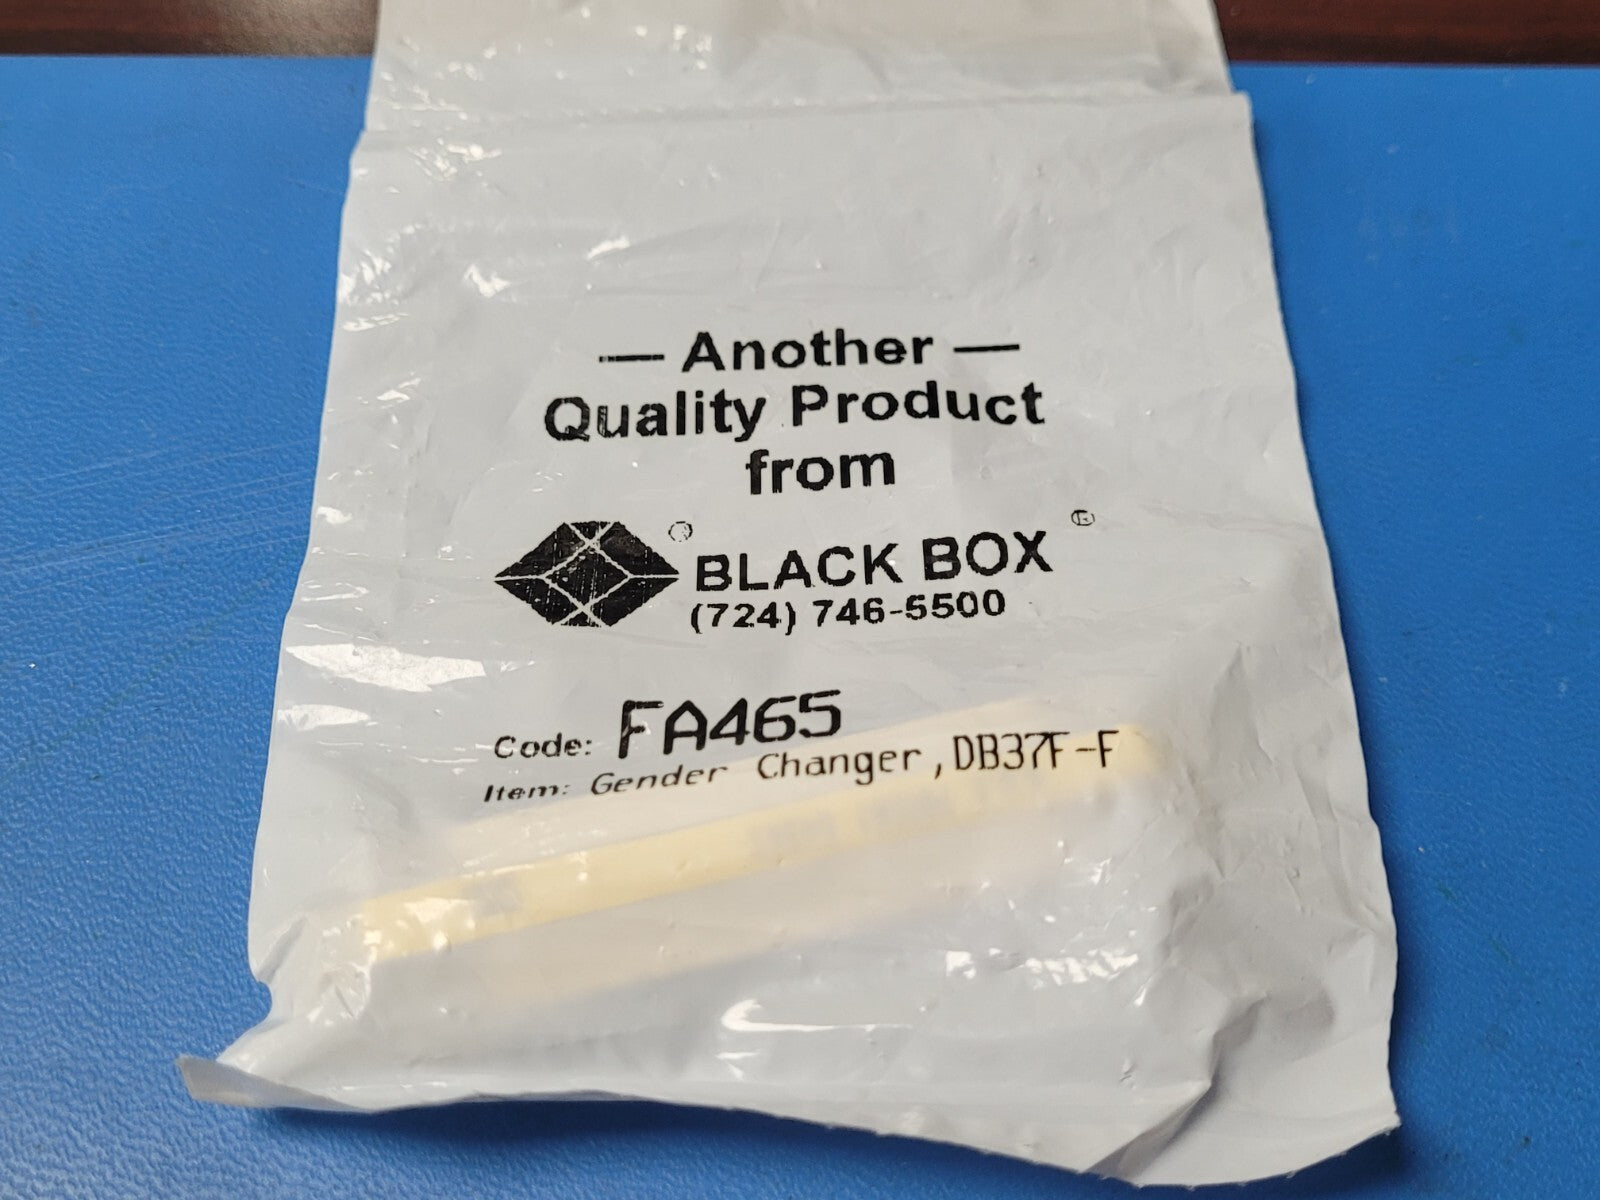 — Another —
Quality Product
from
® BLACK BOX ®
(724) 746-5500
Code: FA465
Item: Gender Changer, DB37F-F